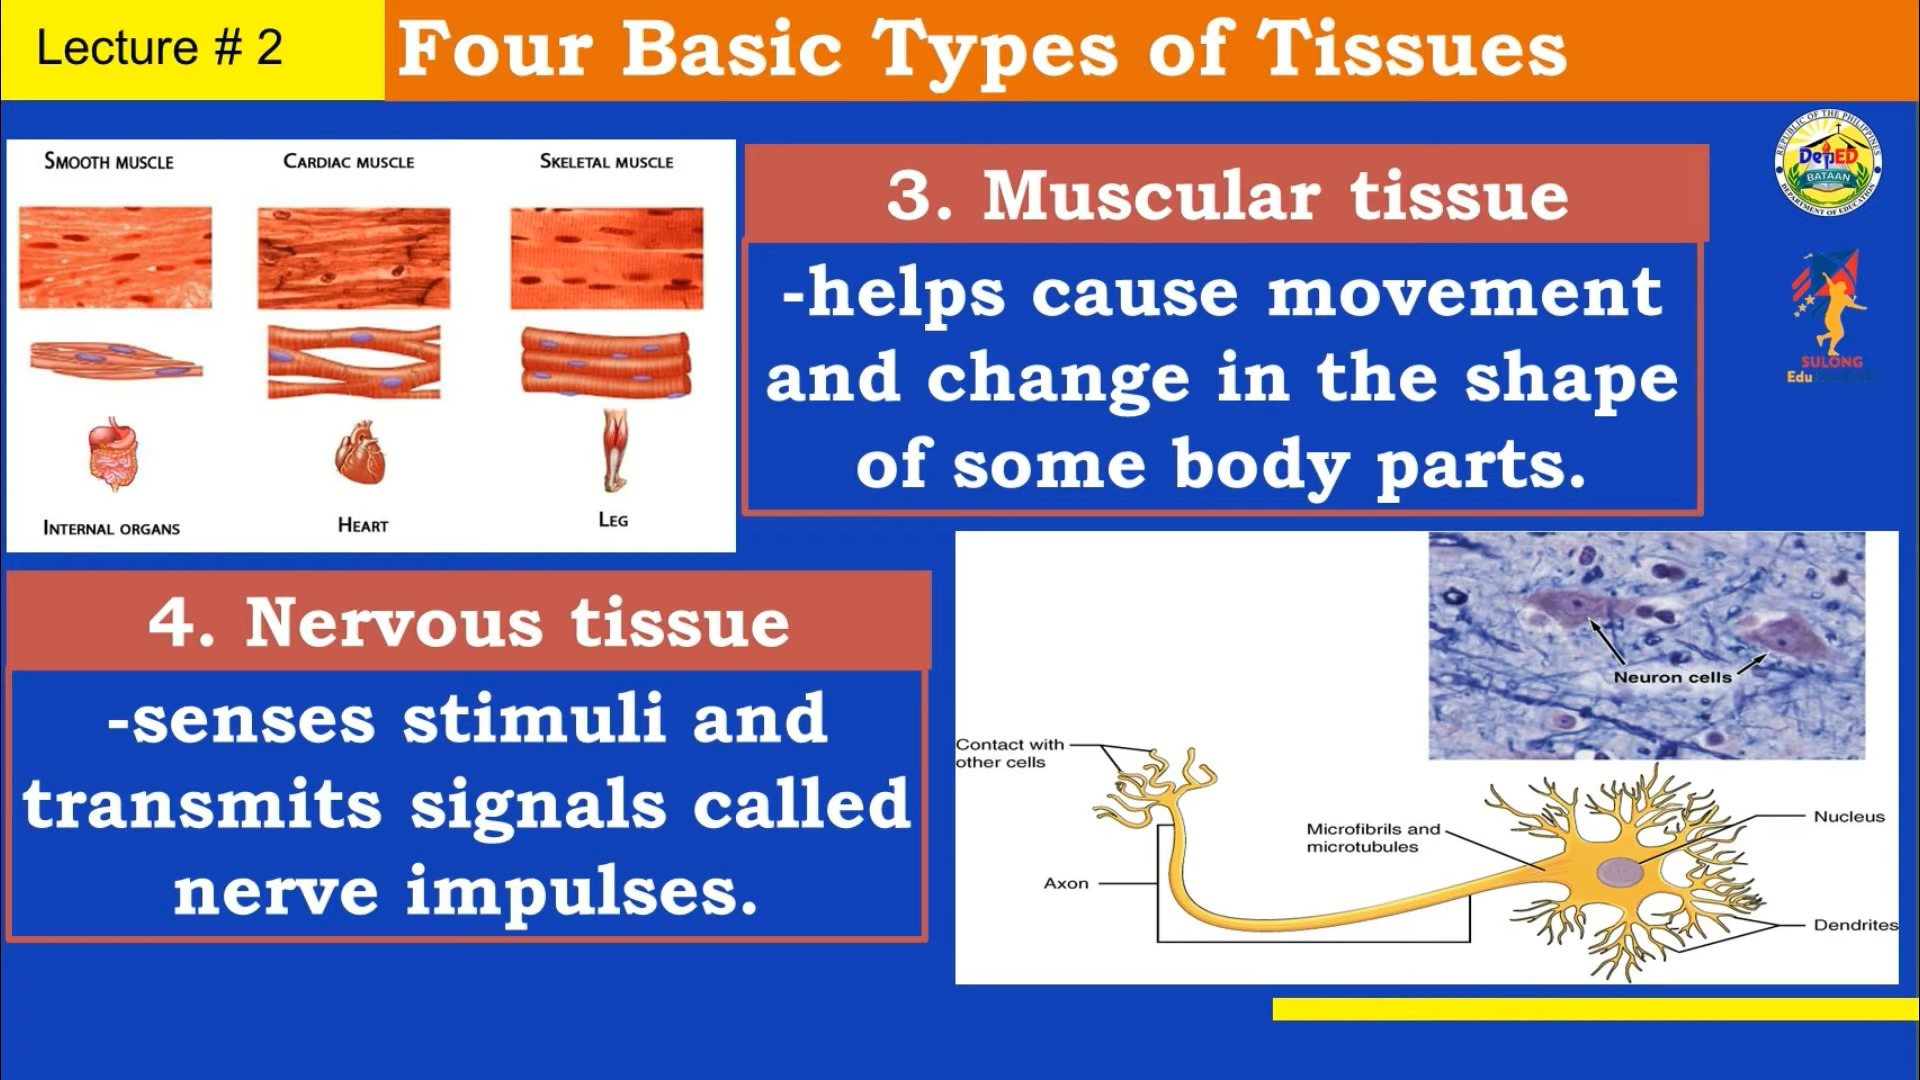 Lecture # 2
Four Basic Types of Tissues
SMOOTH MUSCLE
CARDIAC MUSCLE
SKELETAL MUSCLE
INTERNAL ORGANS
HEART
LEG
3. Muscular tissue
-helps cause movement
and change in the shape
of some body parts.
REPUBLIC OF THE PHILIPPINES
DepED
BATAAN
DEPARTMENT OF EDUCATION
SULONG
Edu
4. Nervous tissue
-senses stimuli and
transmits signals called
nerve impulses.
Neuron cells
Contact with
other cells
Microfibrils and
microtubules
Axon
Nucleus
Dendrites